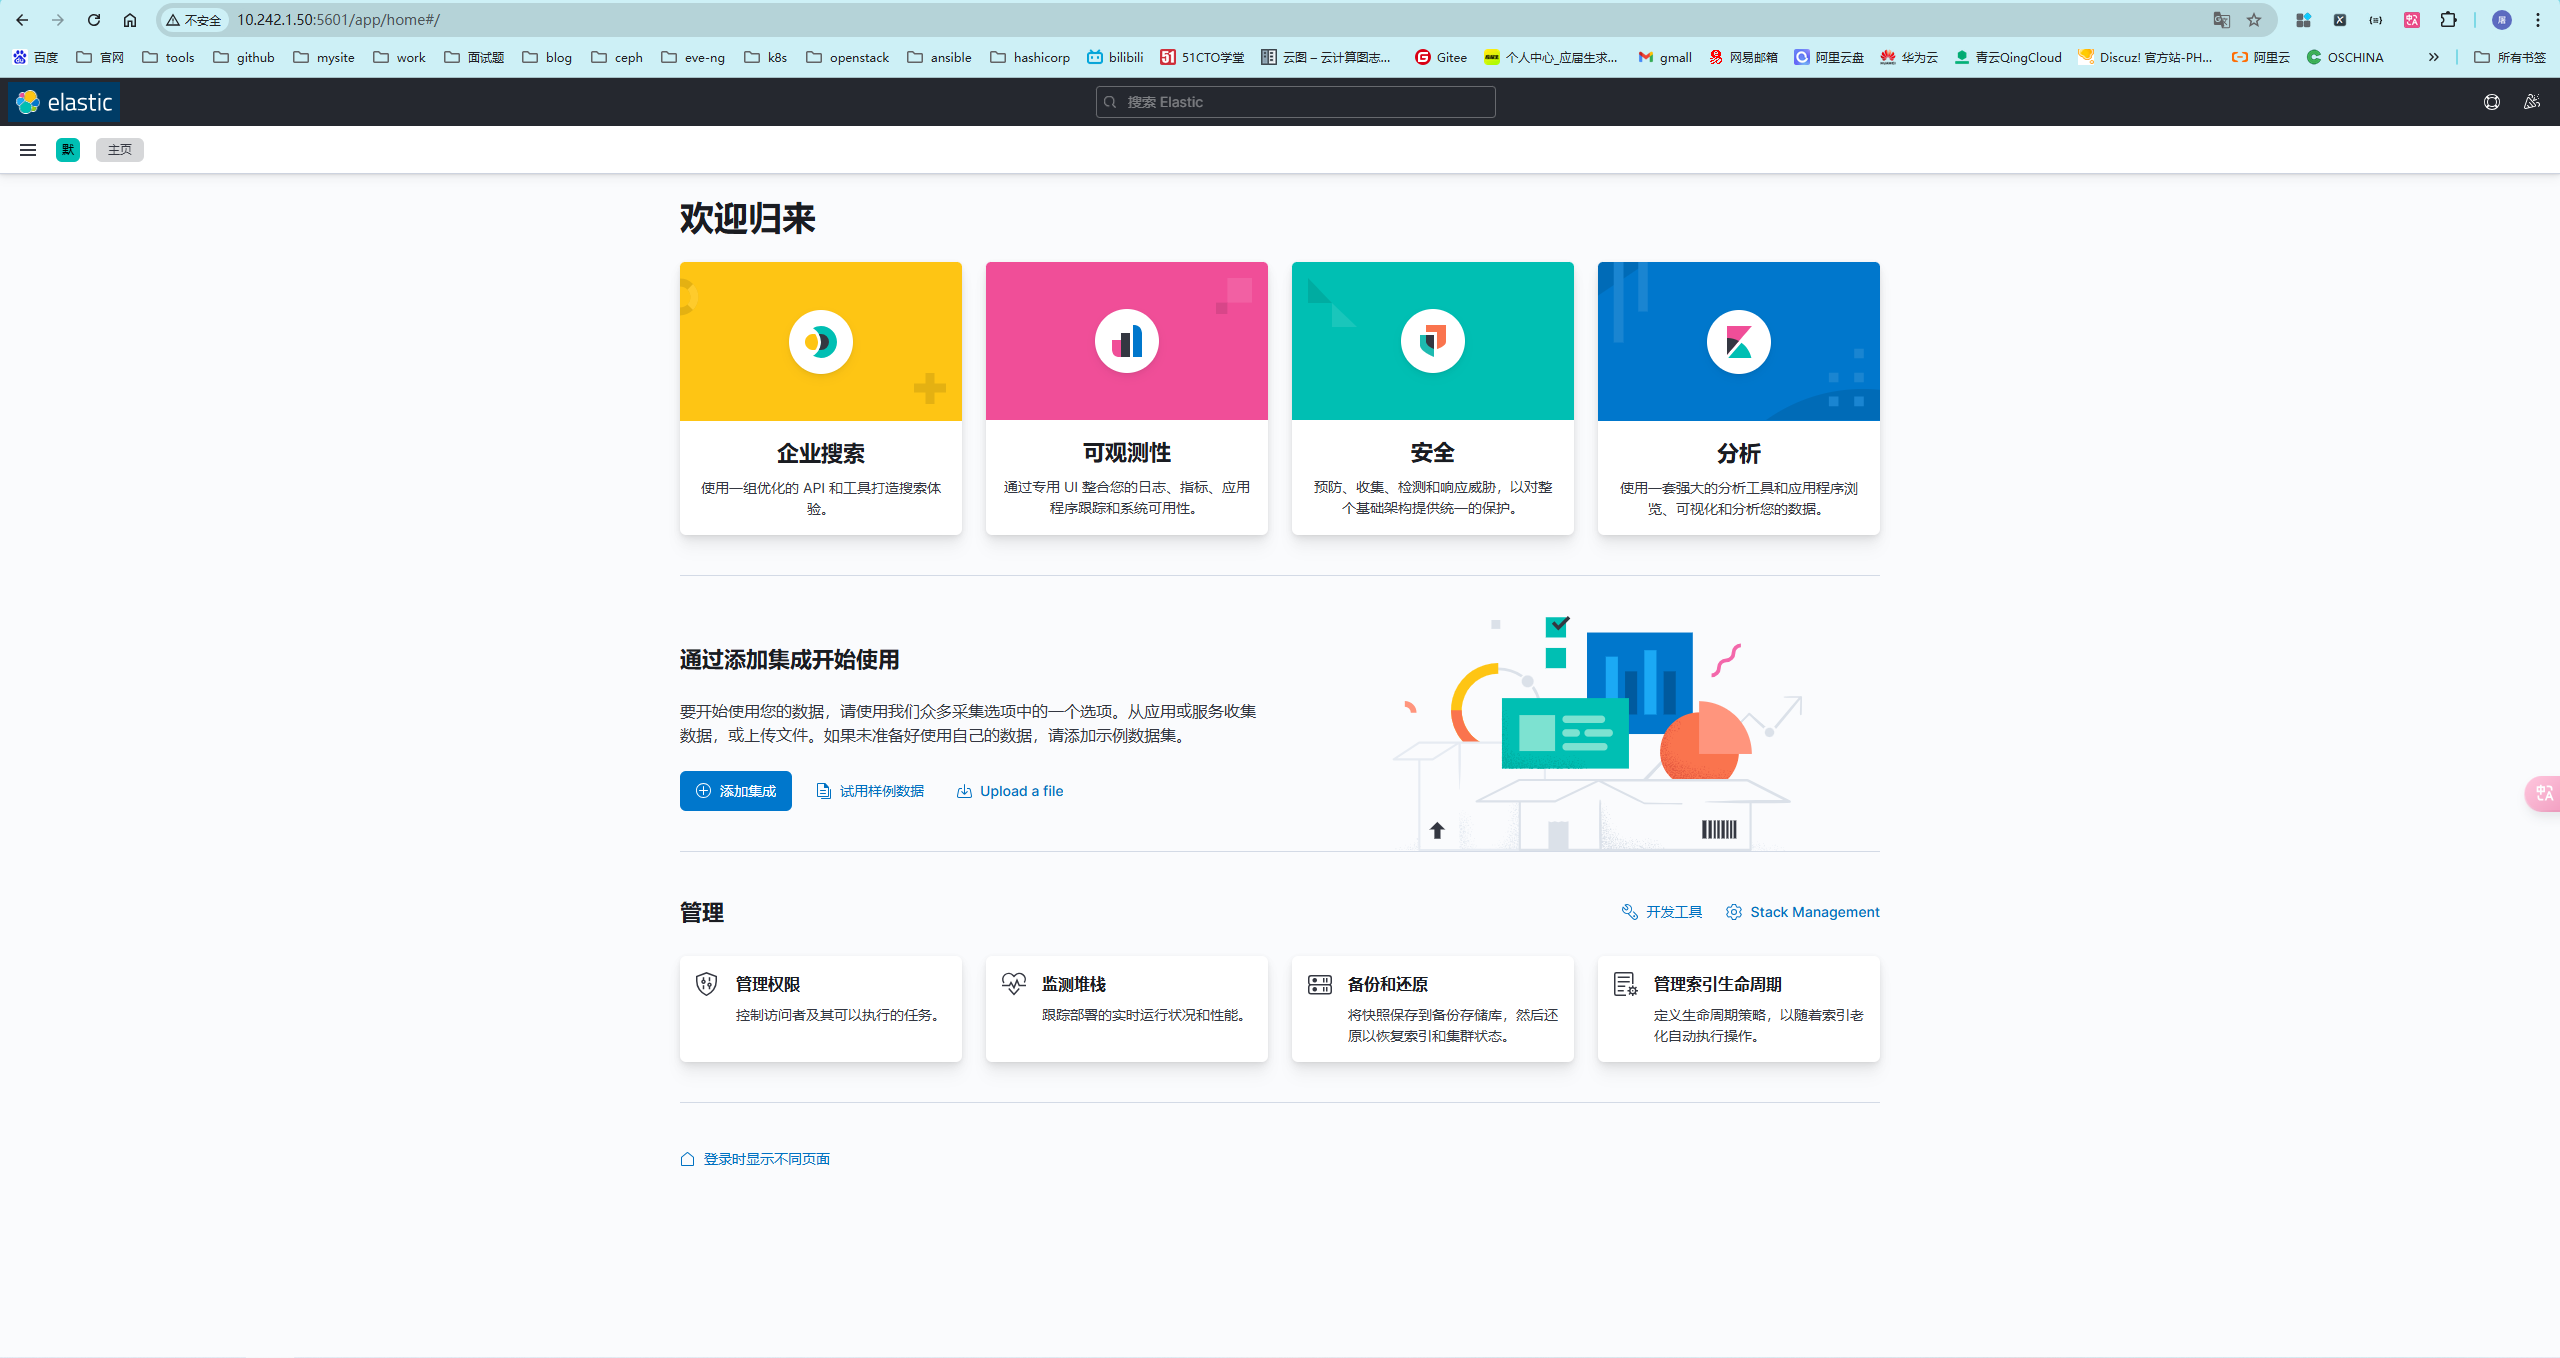 不安全 10.242.1.50:5601/app/home#/
百度 官网 tools github mysite work 面试题 blog ceph eve-ng k8s openstack ansible hashicorp bilibili 51CTO学堂 云图 – 云计算图志... Gitee 个人中心_应届生求... gmall 网易邮箱 阿里云盘 华为云 青云QingCloud Discuz! 官方站-PH... 阿里云 OSCHINA » 所有书签
elastic 搜索 Elastic
默 主页
欢迎归来
企业搜索
使用一组优化的 API 和工具打造搜索体
验。
可观测性
通过专用 UI 整合您的日志、指标、应用
程序跟踪和系统可用性。
安全
预防、收集、检测和响应威胁，以对整
个基础架构提供统一的保护。
分析
使用一套强大的分析工具和应用程序浏
览、可视化和分析您的数据。
通过添加集成开始使用
要开始使用您的数据，请使用我们众多采集选项中的一个选项。从应用或服务收集
数据，或上传文件。如果未准备好使用自己的数据，请添加示例数据集。
添加集成 试用样例数据 Upload a file
管理
开发工具 Stack Management
管理权限
控制访问者及其可以执行的任务。
监测堆栈
跟踪部署的实时运行状况和性能。
备份和还原
将快照保存到备份存储库，然后还
原以恢复索引和集群状态。
管理索引生命周期
定义生命周期策略，以随着索引老
化自动执行操作。
登录时显示不同页面